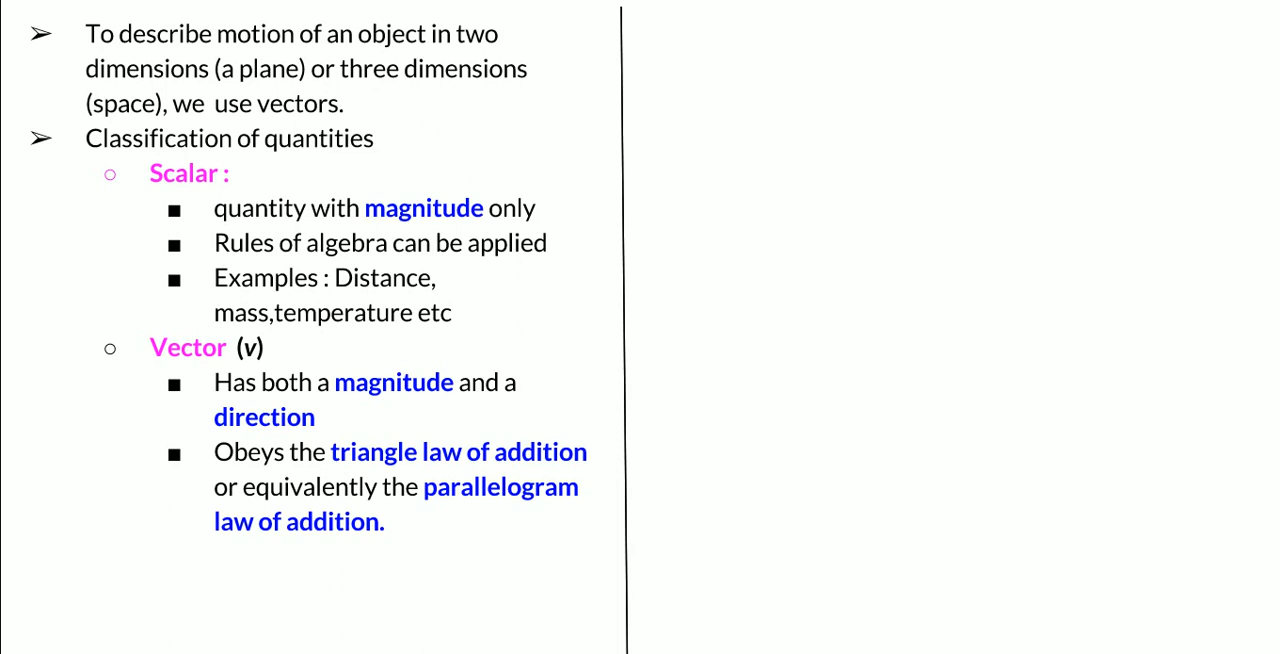 ➢ To describe motion of an object in two
dimensions (a plane) or three dimensions
(space), we use vectors.
➢ Classification of quantities
○ Scalar :
■ quantity with magnitude only
■ Rules of algebra can be applied
■ Examples : Distance,
mass,temperature etc
○ Vector (v)
■ Has both a magnitude and a
direction
■ Obeys the triangle law of addition
or equivalently the parallelogram
law of addition.